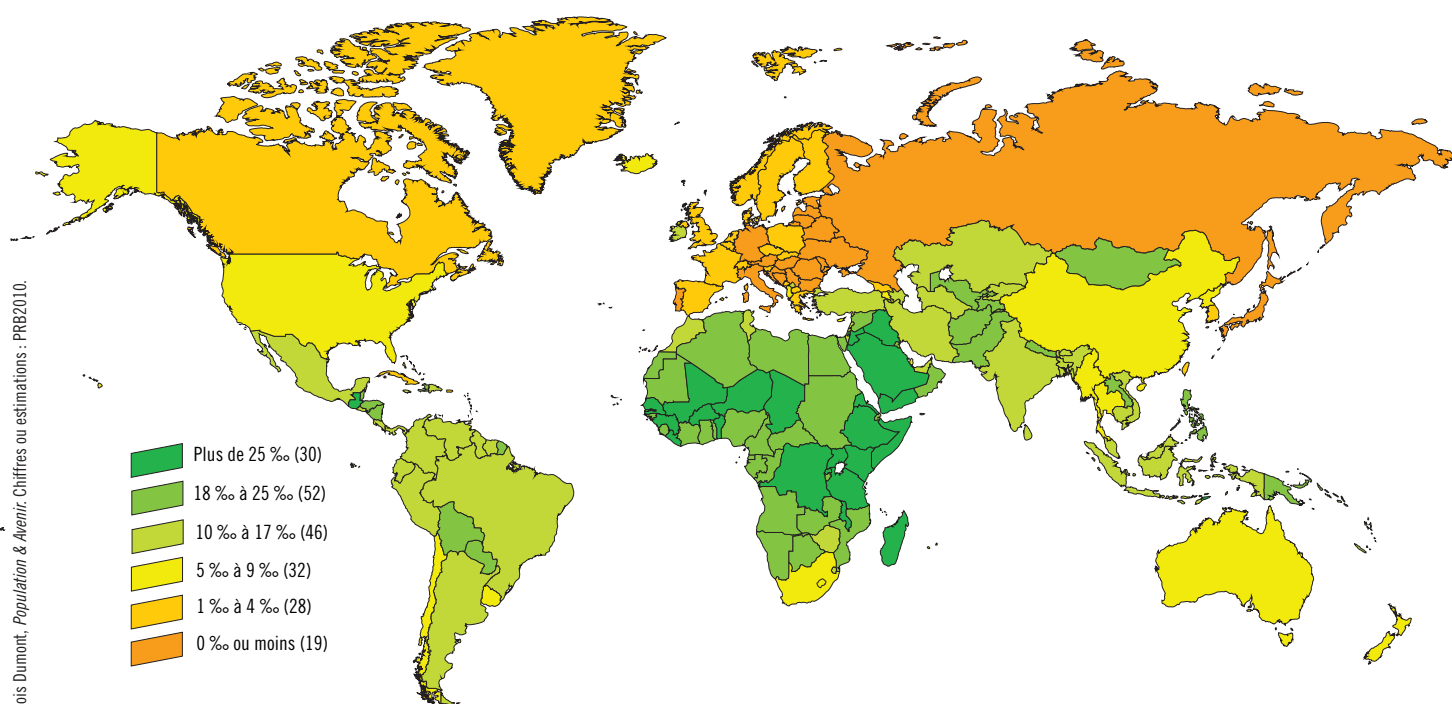 ois Dumont, Population & Avenir. Chiffres ou estimations : PRB2010.
Plus de 25 ‰ (30)
18 ‰ à 25 ‰ (52)
10 ‰ à 17 ‰ (46)
5 ‰ à 9 ‰ (32)
1 ‰ à 4 ‰ (28)
0 ‰ ou moins (19)